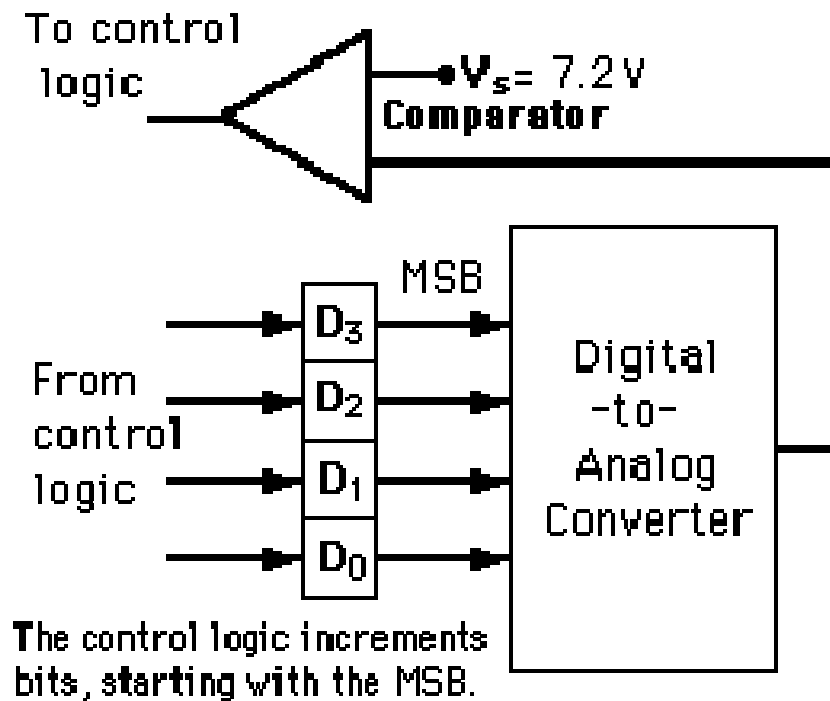 To control
logic
Vs= 7.2V
Comparator
MSB
D3
D2
D1
D0
From
control
logic
Digital
-to-
Analog
Converter
The control logic increments
bits, starting with the MSB.